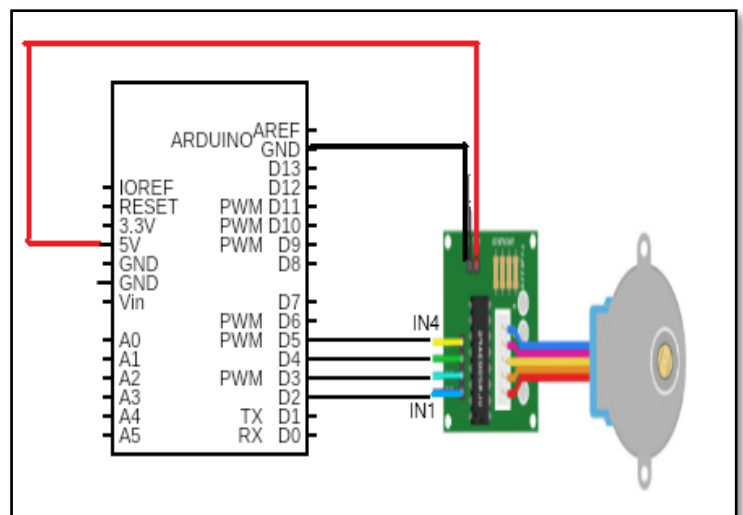 ARDUINO
AREF
GND
D13
IOREF D12
RESET PWM D11
3.3V PWM D10
5V PWM D9
GND D8
GND
Vin D7
PWM D6
A0 PWM D5
A1 D4
A2 PWM D3
A3 D2
A4 TX D1
A5 RX D0
IN4
IN1